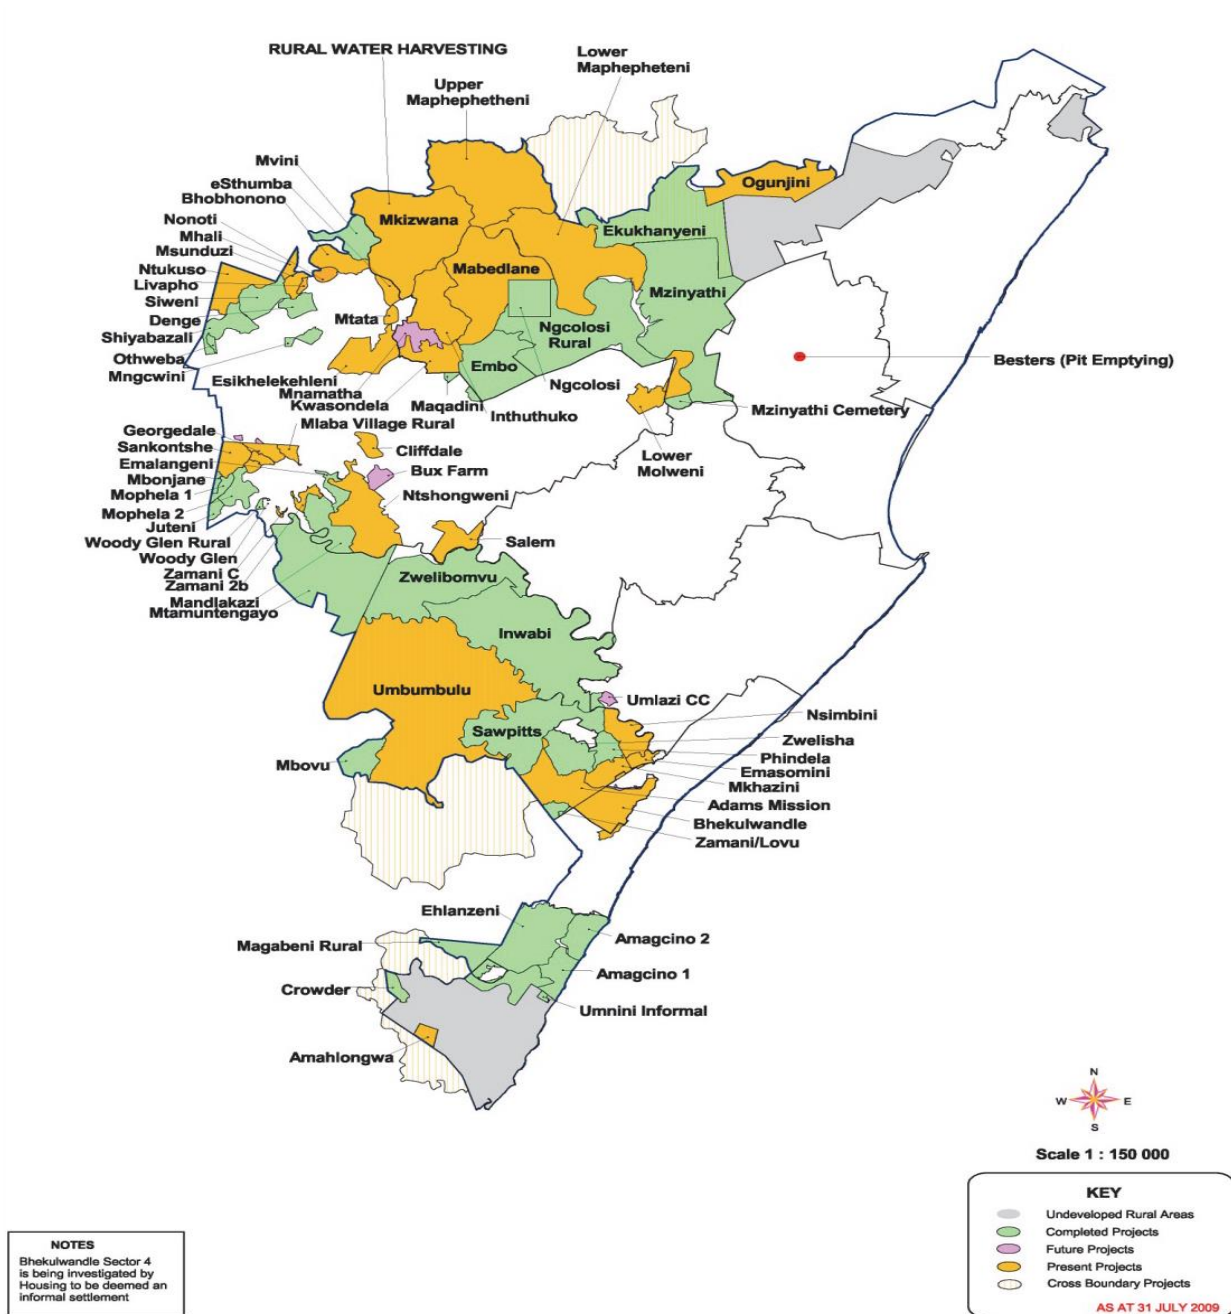 RURAL WATER HARVESTING
Lower
Maphepheteni
Upper
Maphephetheni
Mvini
eSthumba
Bhobhonono
Nonoti
Mhali
Msunduzi
Ntukuso
Livapho
Siweni
Denge
Shiyabazali
Othweba
Mngcwini
Mkizwana
Ogunjini
Ekukhanyeni
Mabedlane
Mzinyathi
Mtata
Ngcolosi
Rural
Embo
Besters (Pit Emptying)
Esikhelekehleni
Mnamatha
Kwasondela
Maqadini
Inthuthuko
Ngcolosi
Mzinyathi Cemetery
Mlaba Village Rural
Georgedale
Sankontshe
Emalangeni
Mbonjane
Mophela 1
Mophela 2
Juteni
Woody Glen Rural
Woody Glen
Zamani C
Zamani 2b
Mandlakazi
Mtamuntengayo
Cliffdale
Bux Farm
Ntshongweni
Lower
Molweni
Salem
Zwelibomvu
Inwabi
Umbumbulu
Umlazi CC
Sawpitts
Mbovu
Nsimbini
Zwelisha
Phindela
Emasomini
Mkhazini
Adams Mission
Bhekulwandle
Zamani/Lovu
Ehlanzeni
Magabeni Rural
Amagcino 2
Amagcino 1
Crowder
Umnini Informal
Amahlongwa
N
W
E
S
Scale 1 : 150 000
KEY
Undeveloped Rural Areas
Completed Projects
Future Projects
Present Projects
Cross Boundary Projects
AS AT 31 JULY 2009
NOTES
Bhekulwandle Sector 4
is being investigated by
Housing to be deemed an
informal settlement